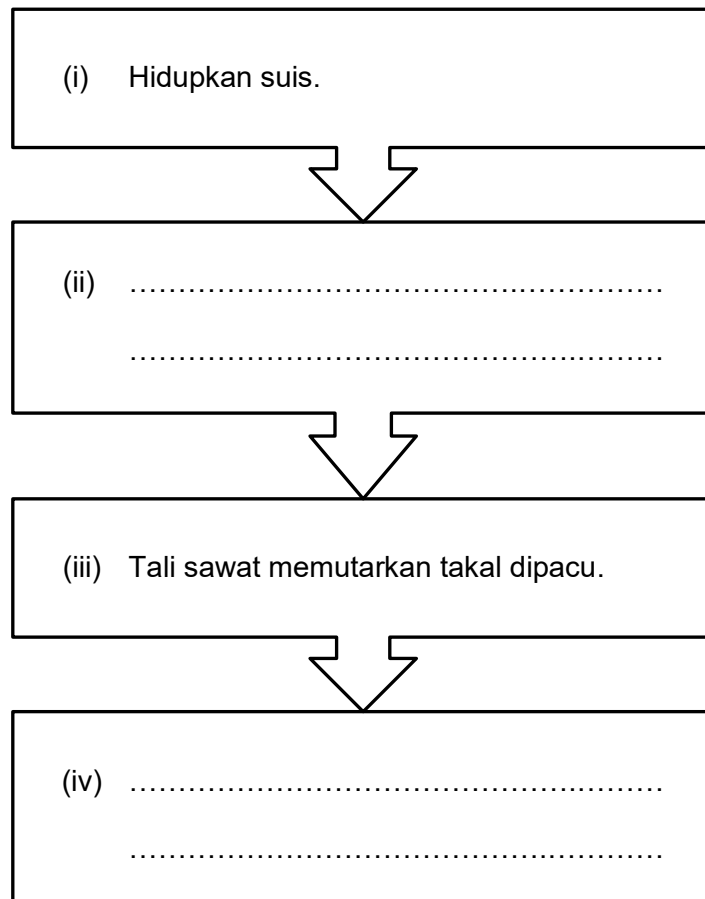 (i) Hidupkan suis.
(ii) ……………………………………..……………
…………………………………………..………
(iii) Tali sawat memutarkan takal dipacu.
(iv) …………………………………………..………
………………………………………..…………